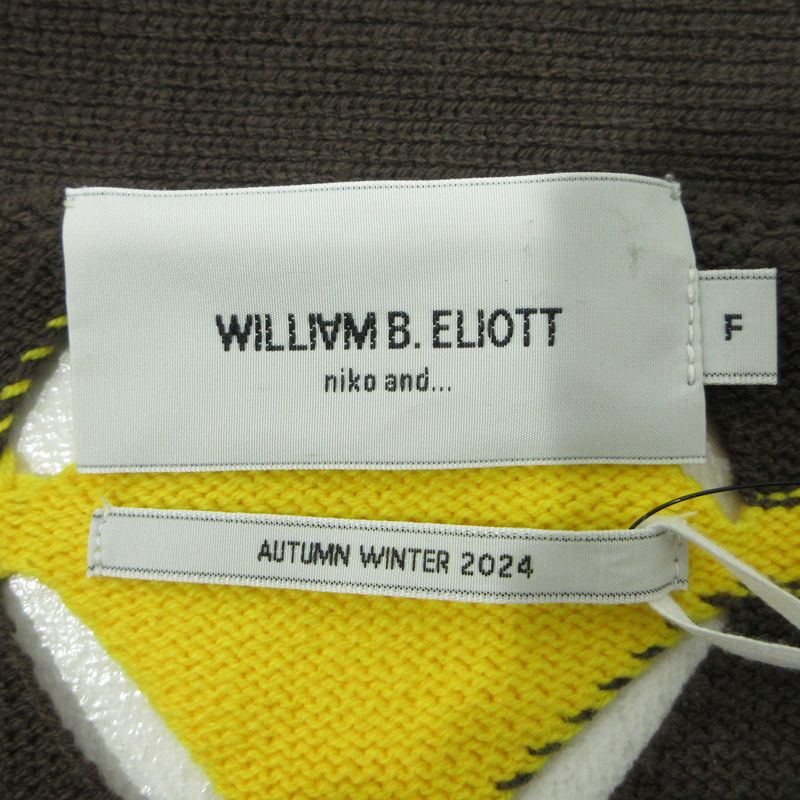 WILLIAM B. ELIOTT
niko and...
F
AUTUMN WINTER 2024